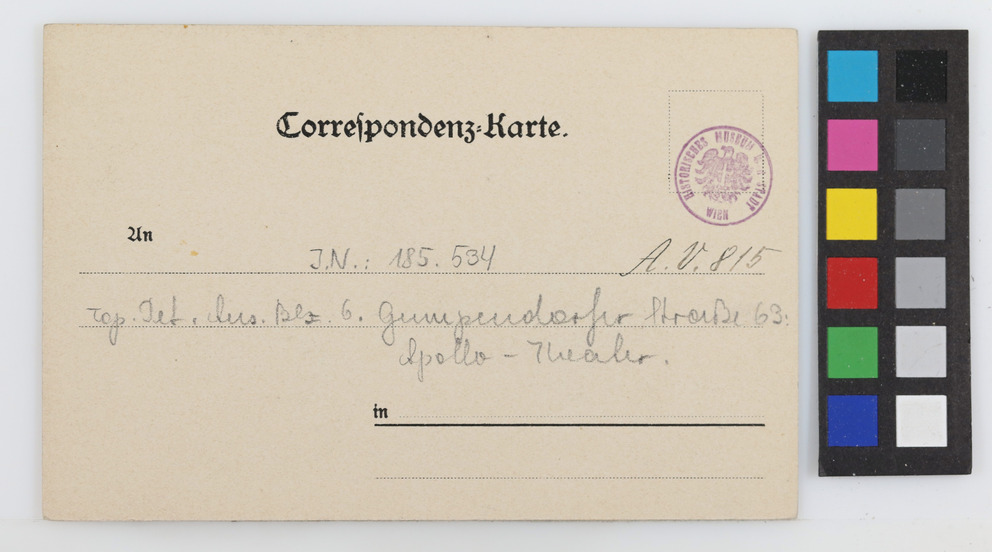 Correspondenz-Karte.
HISTORISCHES MUSEUM DER STADT WIEN
An
I.N.: 185.534 A.V. 815
Top. Det. Aus. Bez. 6. Gumpendorfer Straße 63.
Apollo - Theater.
in